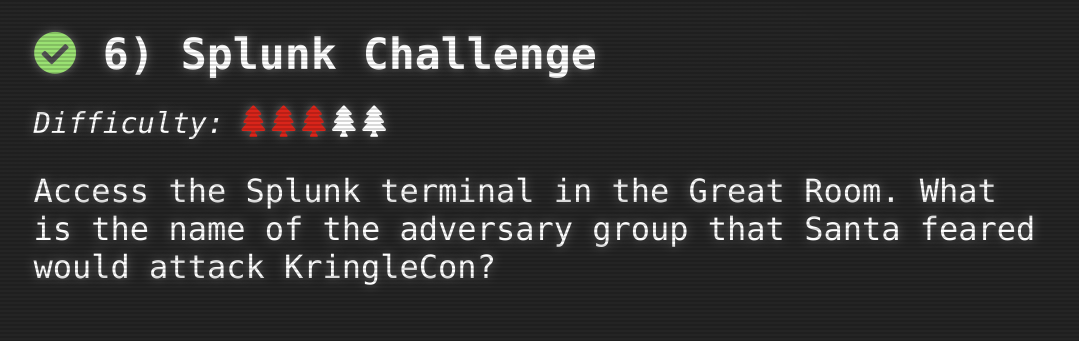 6) Splunk Challenge
Difficulty:
Access the Splunk terminal in the Great Room. What
is the name of the adversary group that Santa feared
would attack KringleCon?